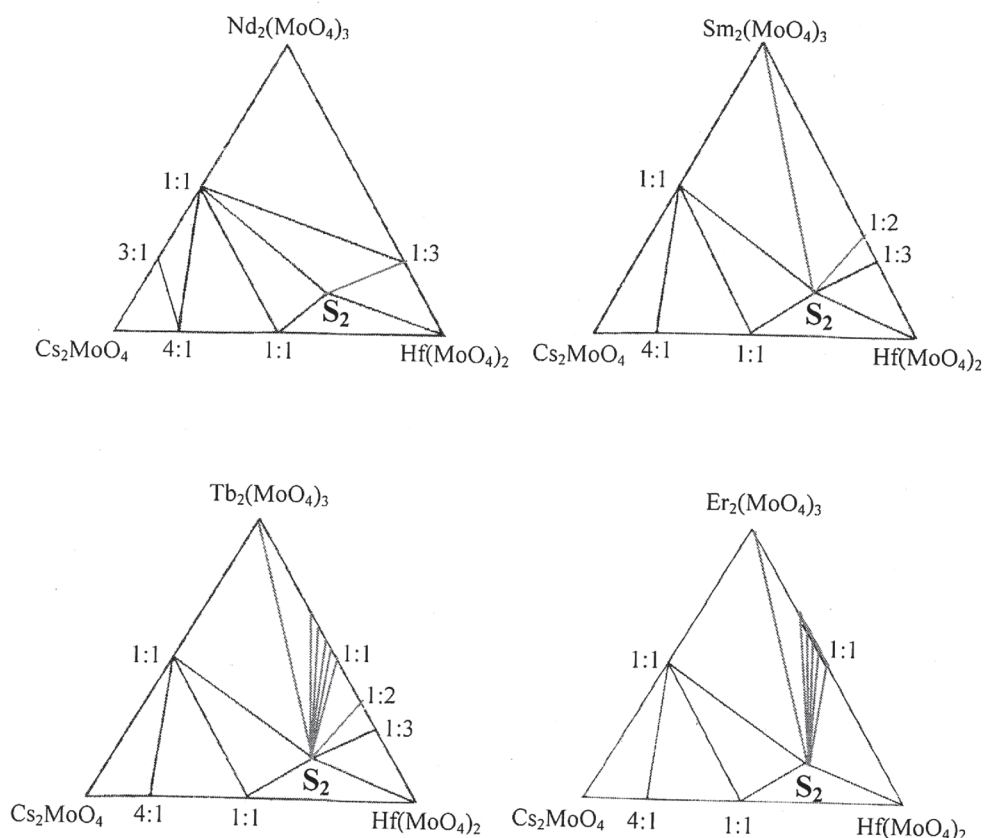 Nd₂(MoO₄)₃
1:1
3:1
1:3
S₂
Cs₂MoO₄
4:1
1:1
Hf(MoO₄)₂
Sm₂(MoO₄)₃
1:1
1:2
1:3
S₂
Cs₂MoO₄
4:1
1:1
Hf(MoO₄)₂
Tb₂(MoO₄)₃
1:1
1:1
1:2
1:3
S₂
Cs₂MoO₄
4:1
1:1
Hf(MoO₄)₂
Er₂(MoO₄)₃
1:1
1:1
S₂
Cs₂MoO₄
4:1
1:1
Hf(MoO₄)₂